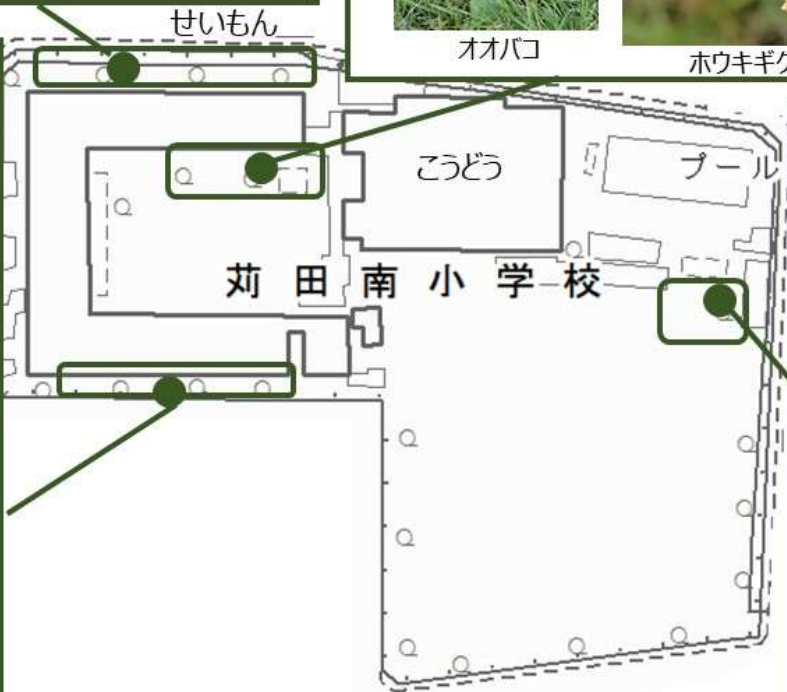 せいもん
オオバコ
ホウキギク
こうどう
プール
苅田南小学校